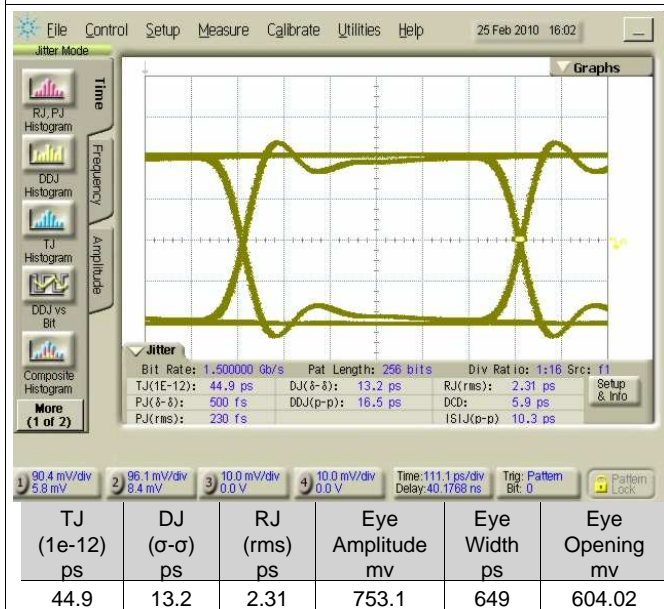 File Control Setup Measure Calibrate Utilities Help 25 Feb 2010 16:02
Jitter Mode
Graphs
RJ, PJ
Histogram
DDJ
Histogram
TJ
Histogram
DDJ vs
Bit
Composite
Histogram
More
(1 of 2)
Time
Frequency
Amplitude
Jitter
Bit Rate: 1.500000 Gb/s Pat Length: 256 bits Div Ratio: 1:16 Src: f1
TJ(1E-12): 44.9 ps DJ(δ-δ): 13.2 ps RJ(rms): 2.31 ps
PJ(δ-δ): 500 fs DDJ(p-p): 16.5 ps DCD: 5.9 ps
PJ(rms): 230 fs ISIJ(p-p) 10.3 ps
Setup
& Info
1) 90.4 mV/div 2) 96.1 mV/div 3) 10.0 mV/div 4) 10.0 mV/div Time:111.1 ps/div Trig: Pattern Pattern
5.8 mV 8.4 mV 0.0 V 0.0 V Delay:40.1768 ns Bit: 0 Lock
TJ DJ RJ Eye Eye Eye
(1e-12) (σ-σ) (rms) Amplitude Width Opening
ps ps ps mv ps mv
44.9 13.2 2.31 753.1 649 604.02